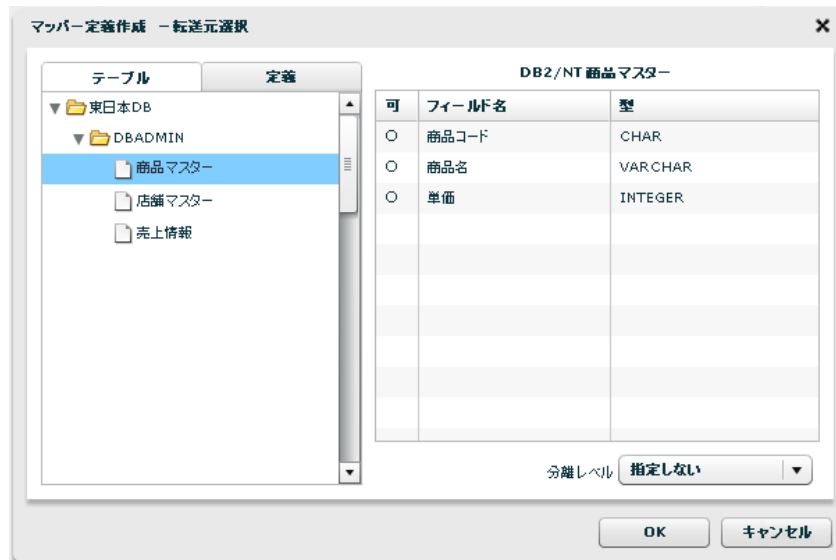 マッパー定義作成 －転送元選択
テーブル 定義
東日本DB
DBADMIN
商品マスター
店舗マスター
売上情報
DB2/NT 商品マスター
可 フィールド名 型
○ 商品コード CHAR
○ 商品名 VARCHAR
○ 単価 INTEGER
分離レベル 指定しない
OK キャンセル